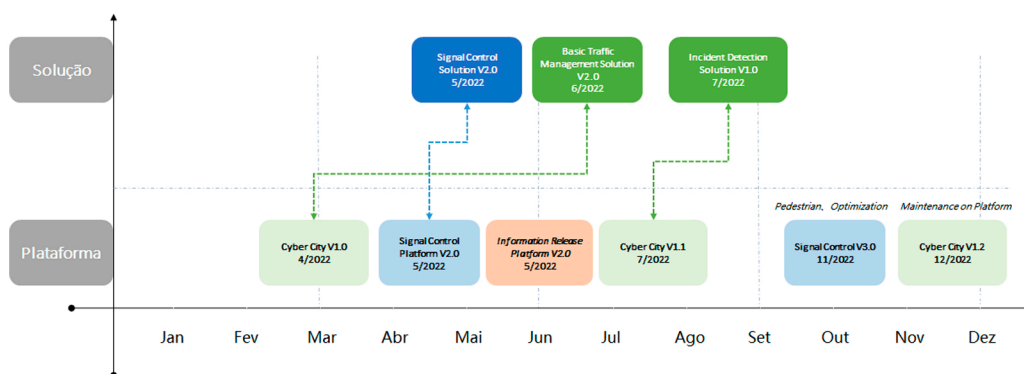 Solução
Signal Control
Solution V2.0
5/2022
Basic Traffic
Management Solution
V2.0
6/2022
Incident Detection
Solution V1.0
7/2022
Pedestrian、Optimization
Maintenance on Platform
Plataforma
Cyber City V1.0
4/2022
Signal Control
Platform V2.0
5/2022
Information Release
Platform V2.0
5/2022
Cyber City V1.1
7/2022
Signal Control V3.0
11/2022
Cyber City V1.2
12/2022
Jan Fev Mar Abr Mai Jun Jul Ago Set Out Nov Dez